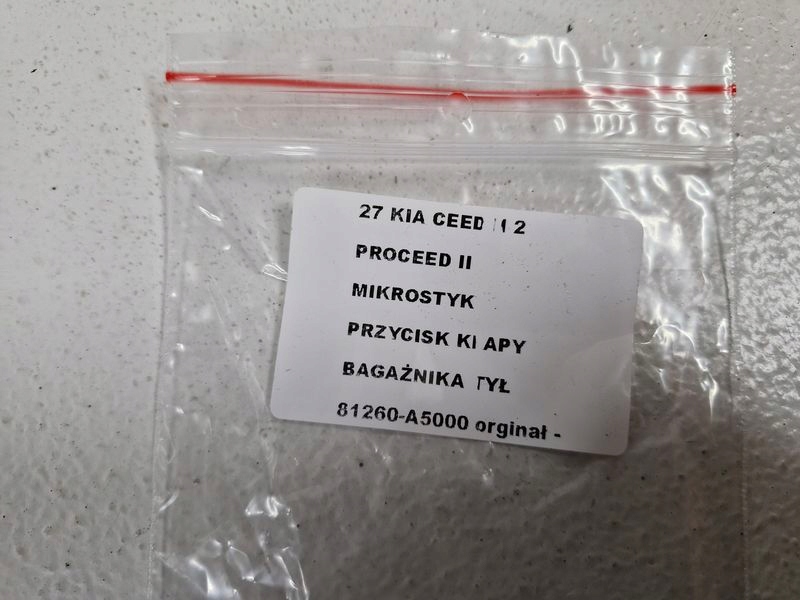 27 KIA CEED II 2
PROCEED II
MIKROSTYK
PRZYCISK KLAPY
BAGAŻNIKA TYŁ
81260-A5000 orginał -